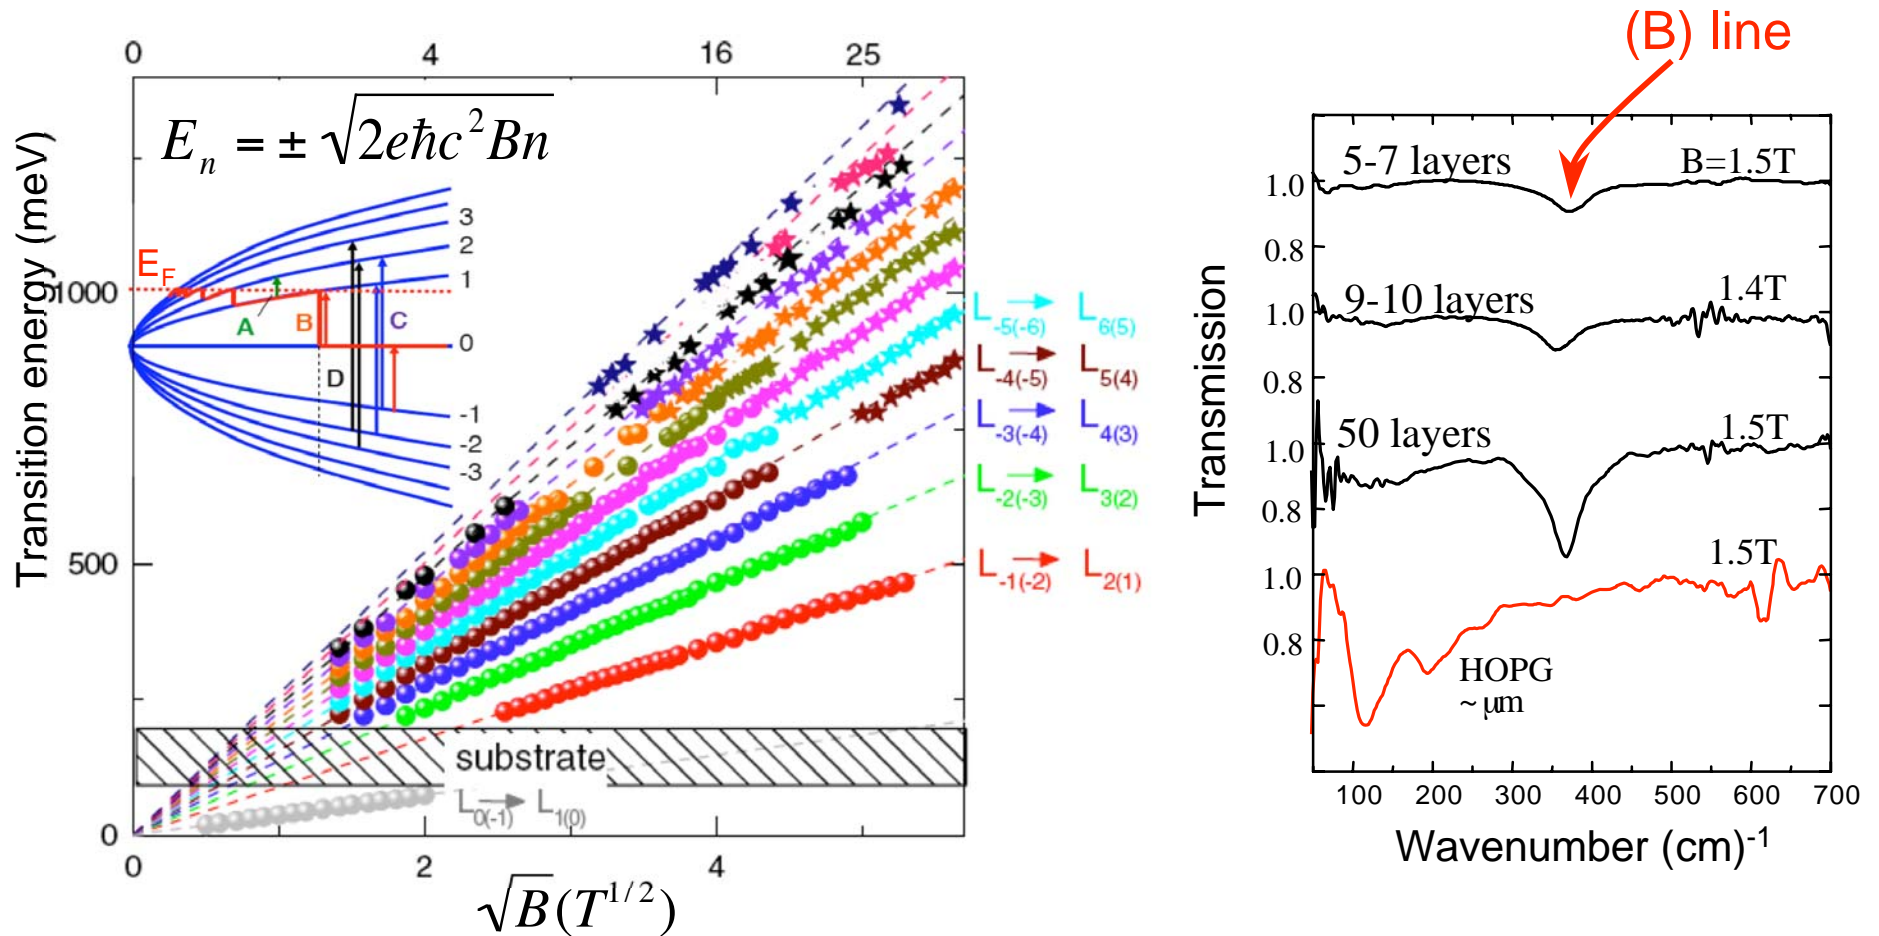 (B) line
0 4 16 25
E_n = ± √2eħc²Bn
Transition energy (meV)
1000
500
0
E_F
3
2
1
0
-1
-2
-3
A
B
C
D
L_-5(-6) → L_6(5)
L_-4(-5) → L_5(4)
L_-3(-4) → L_4(3)
L_-2(-3) → L_3(2)
L_-1(-2) → L_2(1)
substrate
L_0(-1) → L_1(0)
0 2 4
√B (T^1/2)
Transmission
5-7 layers B=1.5T
1.0
0.8
9-10 layers 1.4T
1.0
0.8
50 layers 1.5T
1.0
0.8
1.5T
1.0
0.8
HOPG
~ μm
100 200 300 400 500 600 700
Wavenumber (cm)^-1